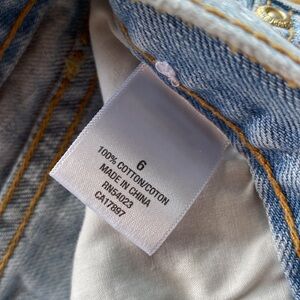 6
100% COTTON/COTON
MADE IN CHINA
RN54023
CA17897